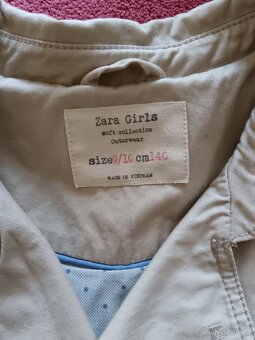 Zara Girls
soft collection
Outerwear
size9/10 cm140
MADE IN VIETNAM